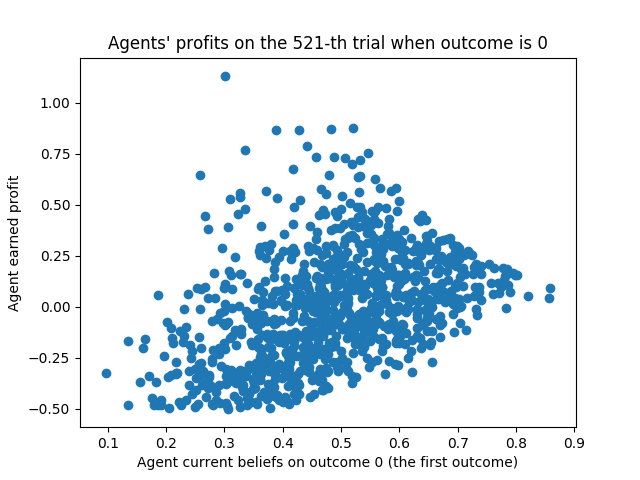 Agents' profits on the 521-th trial when outcome is 0
Agent earned profit
1.00
0.75
0.50
0.25
0.00
−0.25
−0.50
0.1 0.2 0.3 0.4 0.5 0.6 0.7 0.8 0.9
Agent current beliefs on outcome 0 (the first outcome)